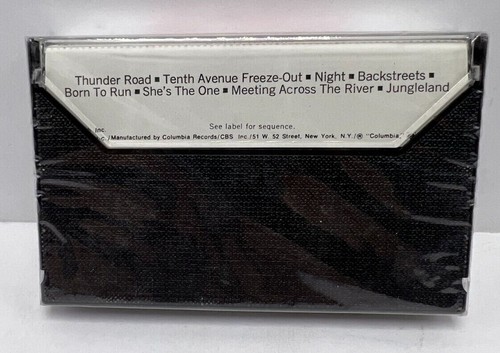 Thunder Road ■ Tenth Avenue Freeze-Out ■ Night ■ Backstreets ■
Born To Run ■ She's The One ■ Meeting Across The River ■ Jungleland
See label for sequence.
Inc.
c./Manufactured by Columbia Records/CBS Inc./51 W. 52 Street, New York, N.Y./® "Columbia,"